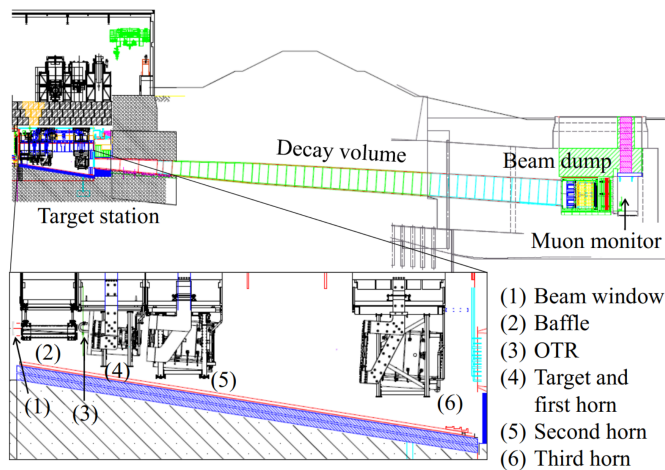 Decay volume
Beam dump
Target station
Muon monitor
(1) Beam window
(2) Baffle
(3) OTR
(4) Target and
first horn
(5) Second horn
(6) Third horn
(2)
(4)
(5)
(6)
(1)
(3)